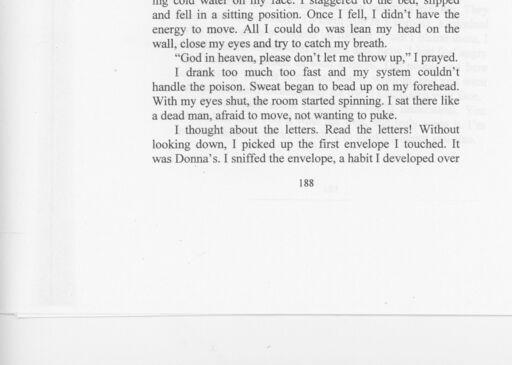 ing cold water on my face. I staggered to the bed, slipped
and fell in a sitting position. Once I fell, I didn't have the
energy to move. All I could do was lean my head on the
wall, close my eyes and try to catch my breath.
"God in heaven, please don't let me throw up," I prayed.
I drank too much too fast and my system couldn't
handle the poison. Sweat began to bead up on my forehead.
With my eyes shut, the room started spinning. I sat there like
a dead man, afraid to move, not wanting to puke.
I thought about the letters. Read the letters! Without
looking down, I picked up the first envelope I touched. It
was Donna's. I sniffed the envelope, a habit I developed over
188